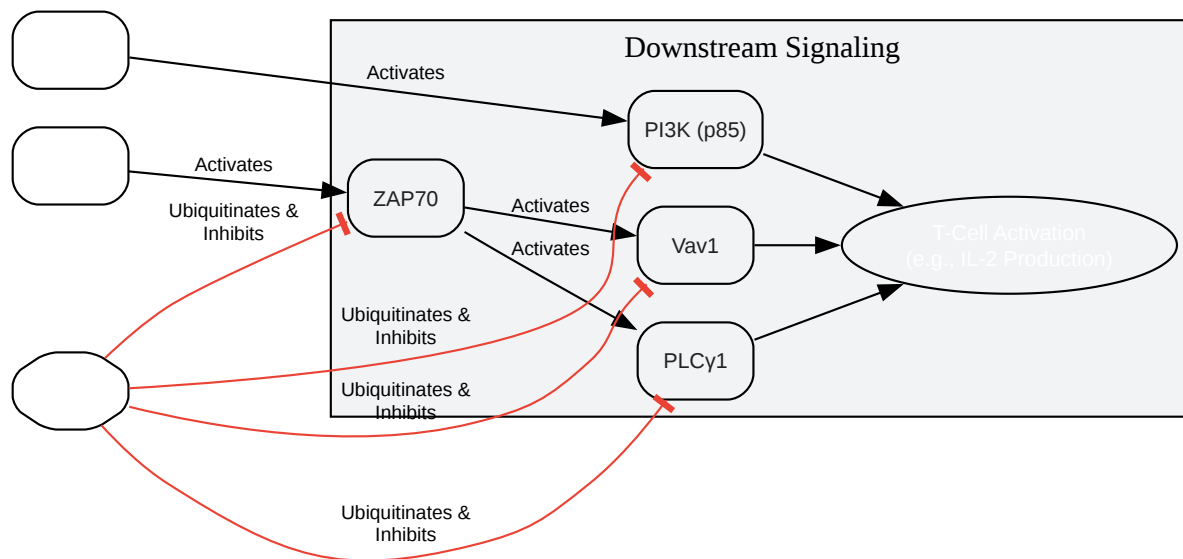 Downstream Signaling
Activates
PI3K (p85)
Activates
ZAP70
Ubiquitinates &
Inhibits
Activates
Vav1
Activates
T-Cell Activation
(e.g., IL-2 Production)
Ubiquitinates &
Inhibits
PLCγ1
Ubiquitinates &
Inhibits
Ubiquitinates &
Inhibits